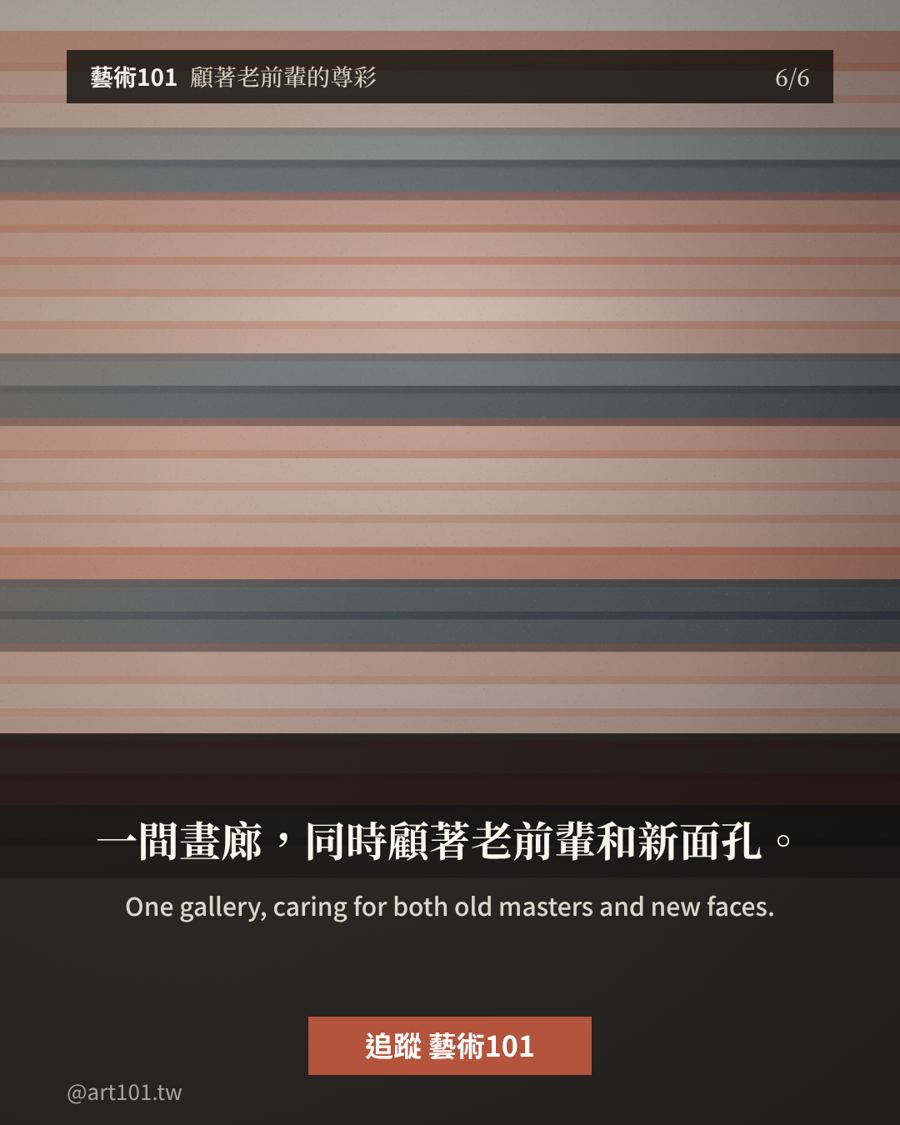 藝術101 顧著老前輩的尊彩 6/6
一間畫廊，同時顧著老前輩和新面孔。
One gallery, caring for both old masters and new faces.
追蹤 藝術101
@art101.tw